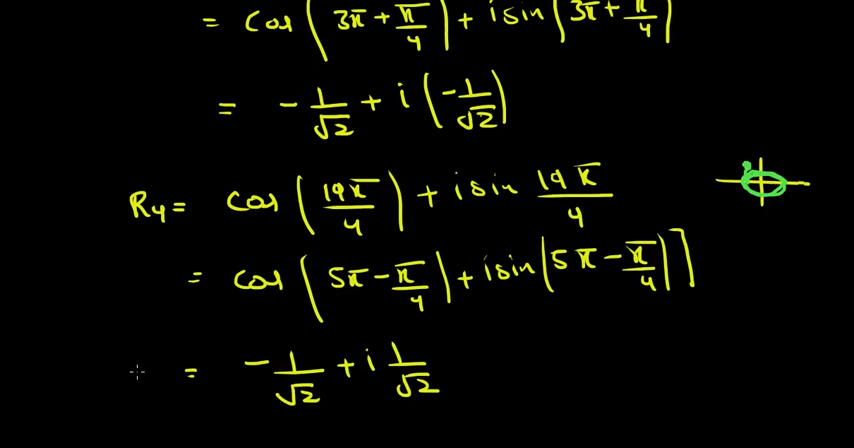 = cos(3π + π/4) + i sin(3π + π/4)
= -1/√2 + i(-1/√2)
R4 = cos(19π/4) + i sin 19π/4
= cos(5π - π/4) + i sin(5π - π/4)]
= -1/√2 + i 1/√2